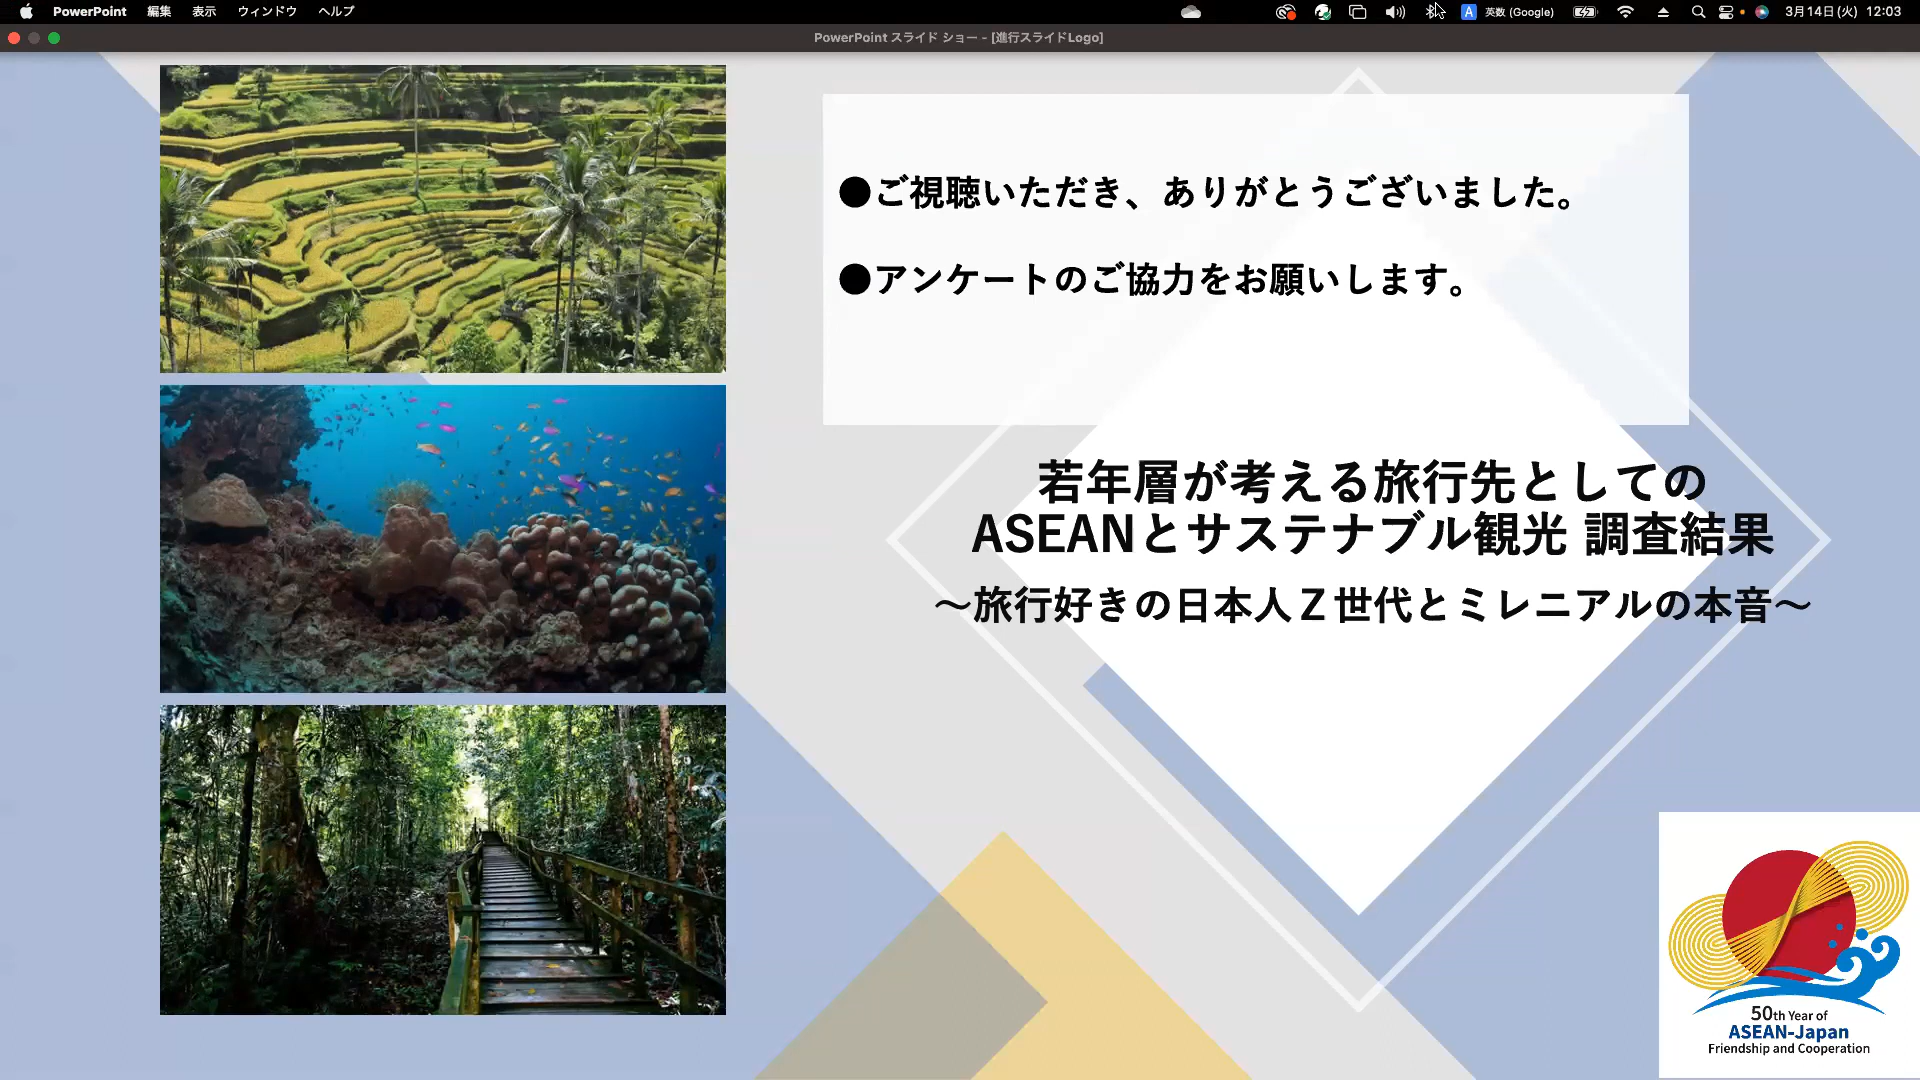 PowerPoint 編集 表示 ウィンドウ ヘルプ
A 英数 (Google) 3月14日(火) 12:03
PowerPoint スライド ショー - [進行スライドLogo]
●ご視聴いただき、ありがとうございました。
●アンケートのご協力をお願いします。
若年層が考える旅行先としての
ASEANとサステナブル観光 調査結果
～旅行好きの日本人Ｚ世代とミレニアルの本音～
50th Year of
ASEAN-Japan
Friendship and Cooperation